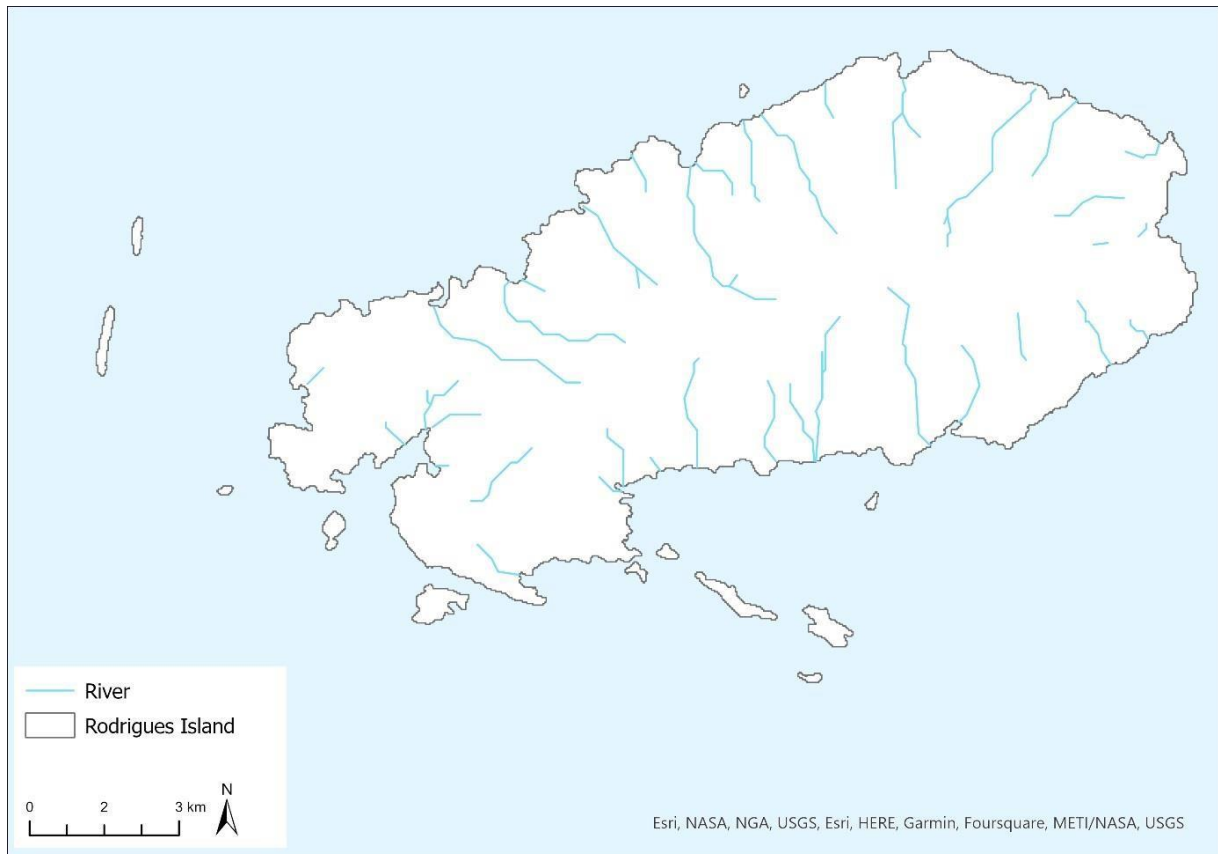 River
Rodrigues Island
0 2 3 km
N
Esri, NASA, NGA, USGS, Esri, HERE, Garmin, Foursquare, METI/NASA, USGS